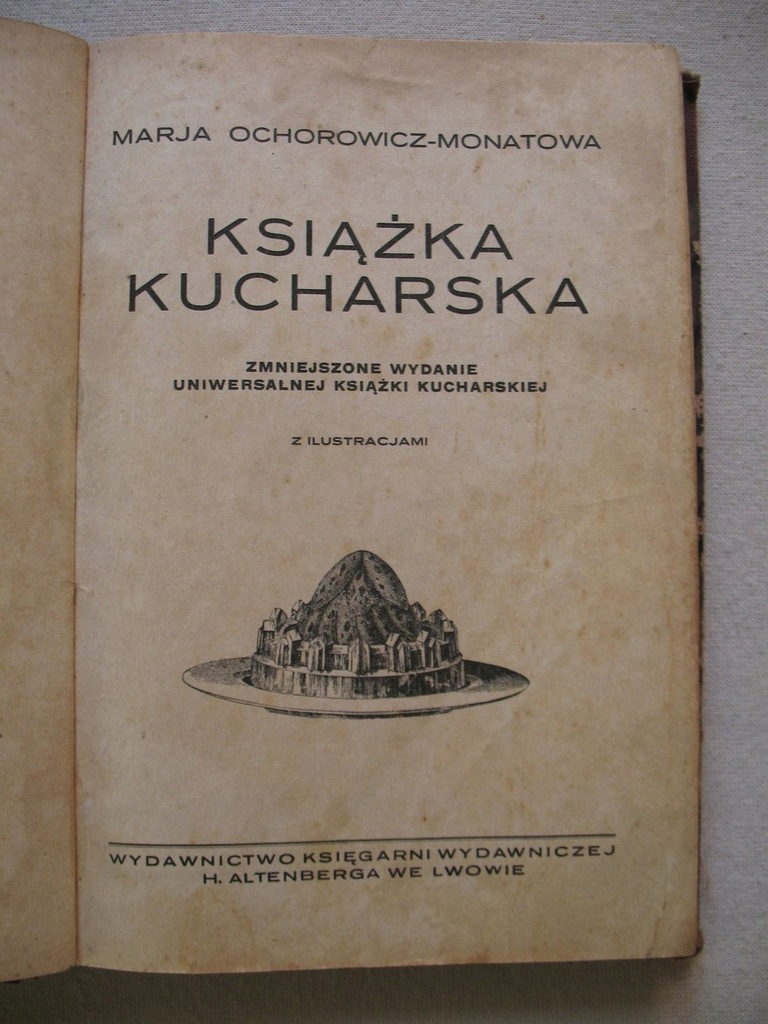 MARJA OCHOROWICZ-MONATOWA
KSIĄŻKA
KUCHARSKA
ZMNIEJSZONE WYDANIE
UNIWERSALNEJ KSIĄŻKI KUCHARSKIEJ
Z ILUSTRACJAMI
WYDAWNICTWO KSIĘGARNI WYDAWNICZEJ
H. ALTENBERGA WE LWOWIE